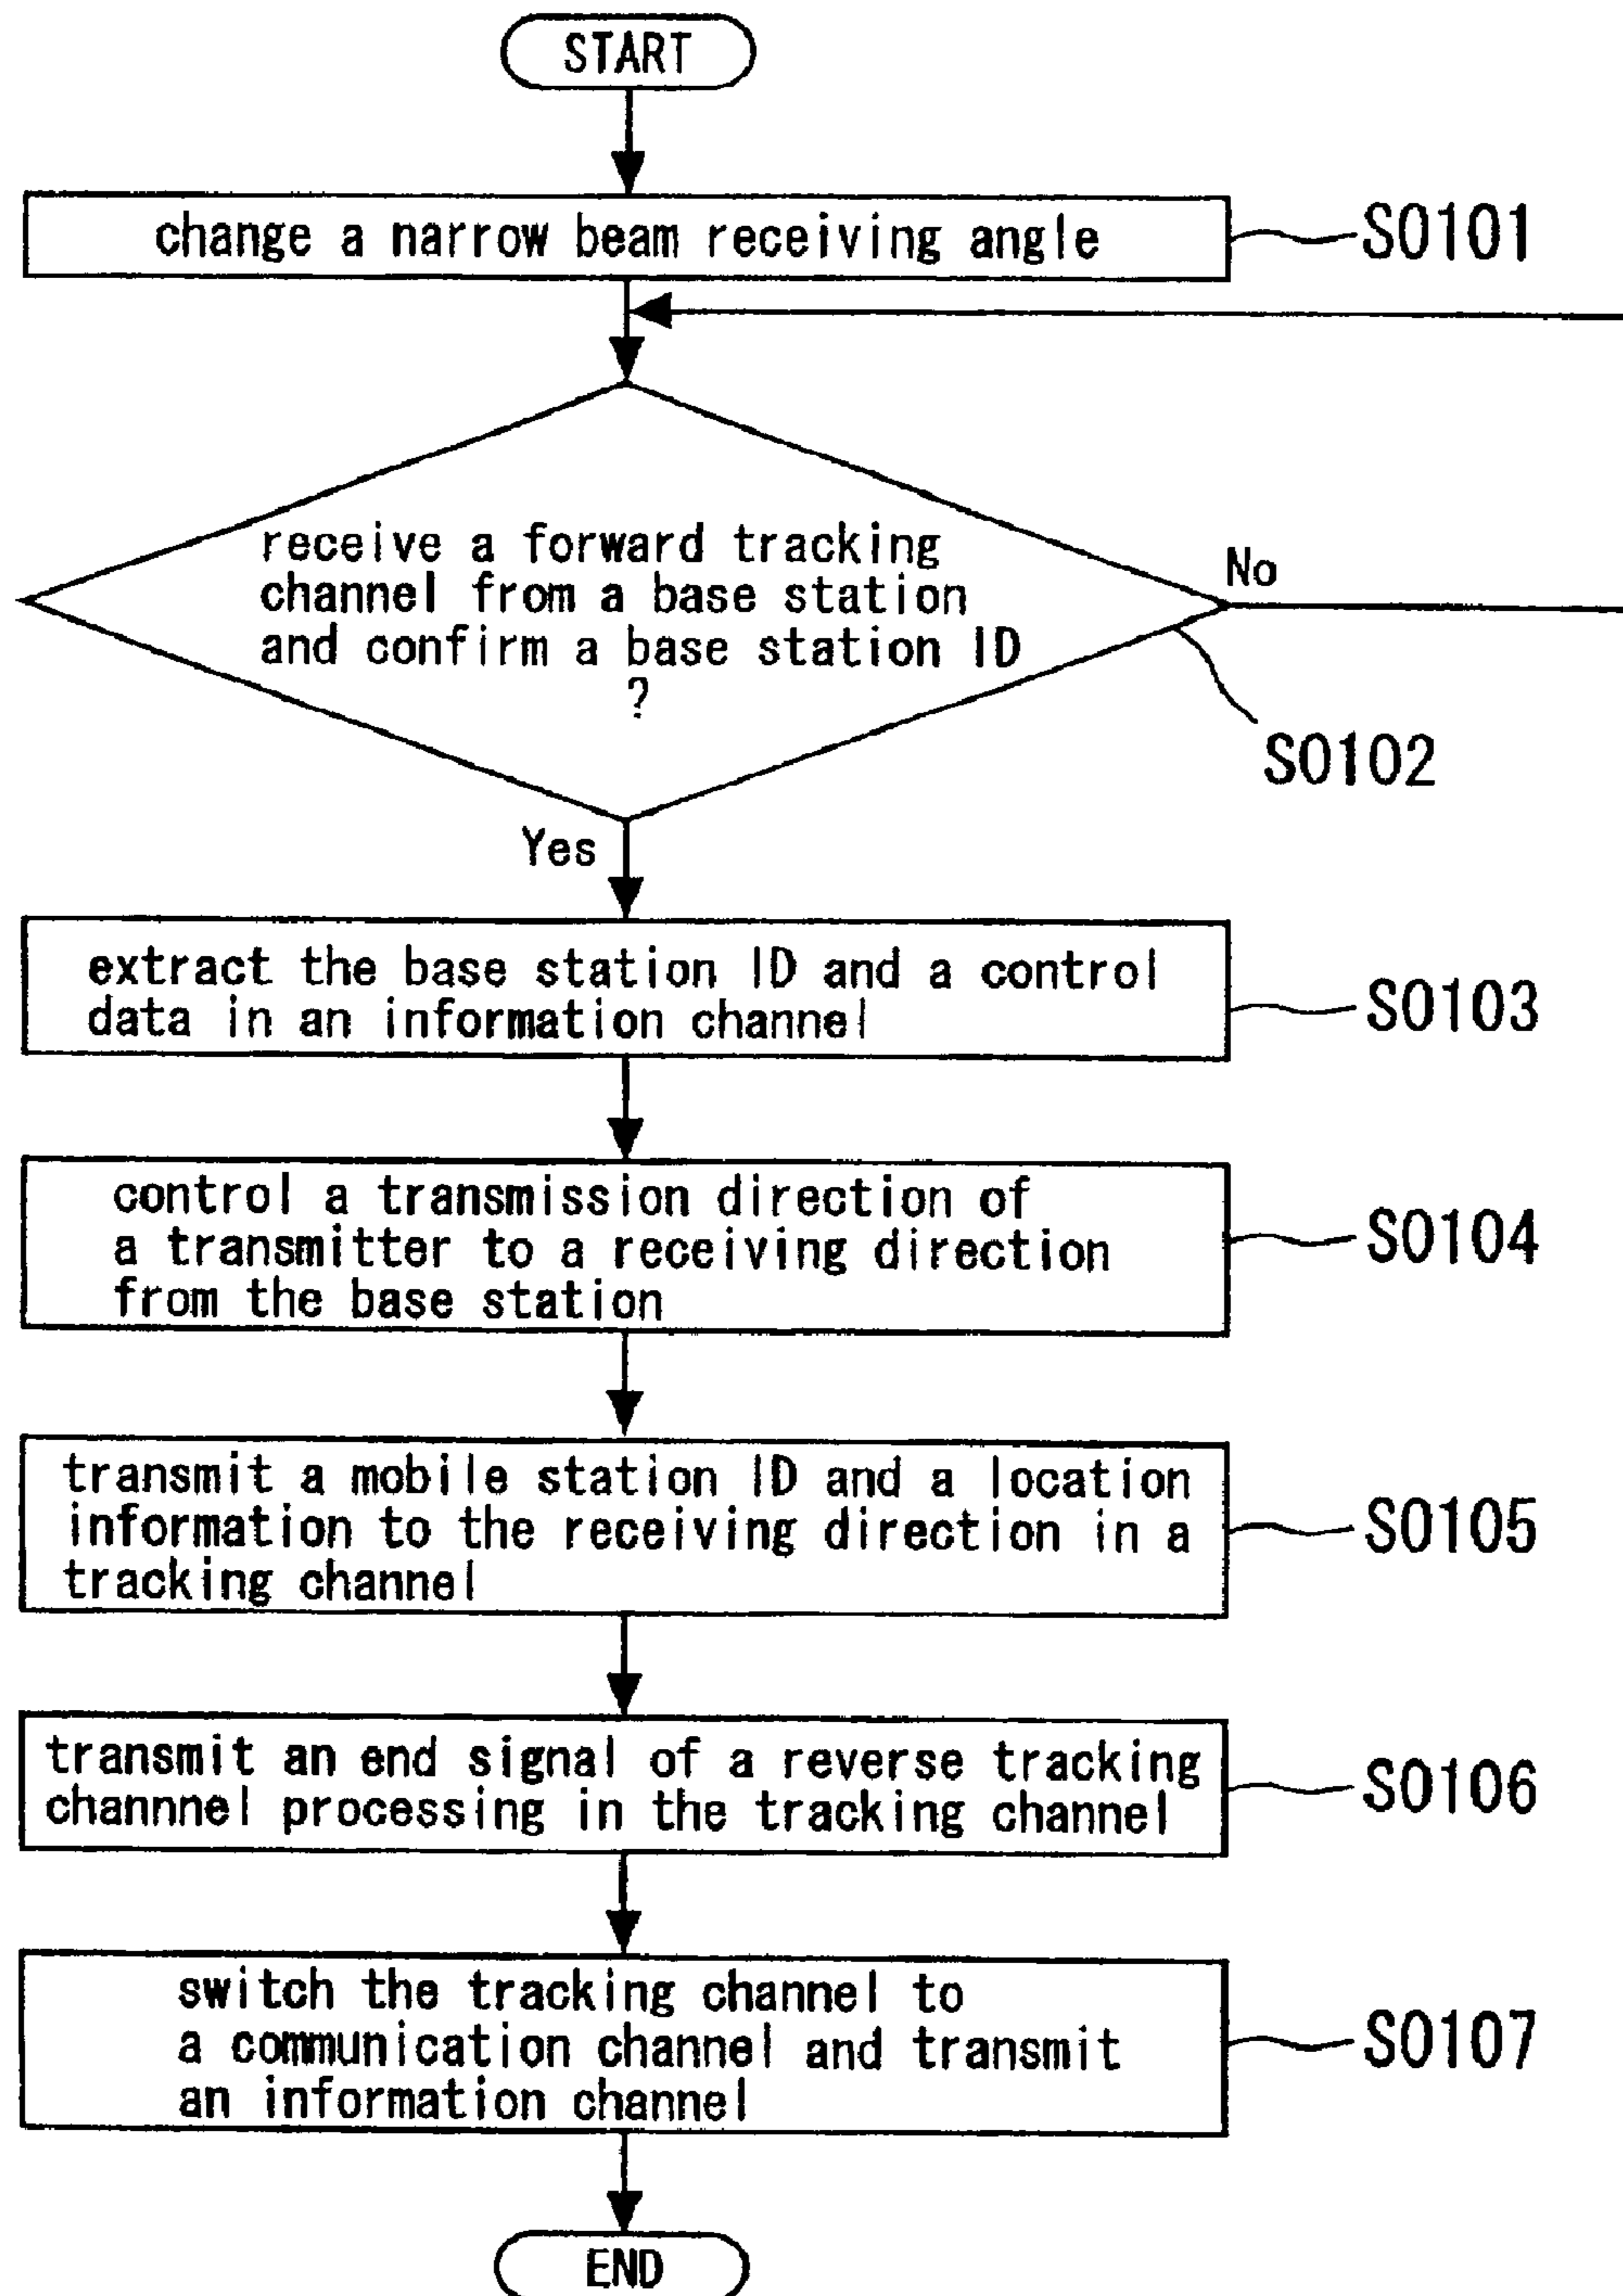 START
change a narrow beam receiving angle
S0101
receive a forward tracking
channel from a base station
and confirm a base station ID
?
No
S0102
Yes
extract the base station ID and a control
data in an information channel
S0103
control a transmission direction of
a transmitter to a receiving direction
from the base station
S0104
transmit a mobile station ID and a location
information to the receiving direction in a
tracking channel
S0105
transmit an end signal of a reverse tracking
channnel processing in the tracking channel
S0106
switch the tracking channel to
a communication channel and transmit
an information channel
S0107
END